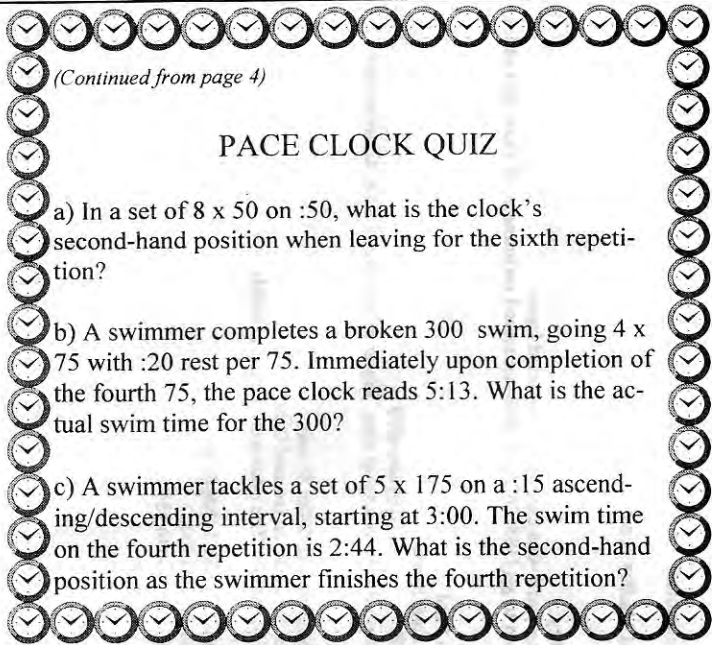 (Continued from page 4)
PACE CLOCK QUIZ
a) In a set of 8 x 50 on :50, what is the clock's
second-hand position when leaving for the sixth repeti-
tion?
b) A swimmer completes a broken 300 swim, going 4 x
75 with :20 rest per 75. Immediately upon completion of
the fourth 75, the pace clock reads 5:13. What is the ac-
tual swim time for the 300?
c) A swimmer tackles a set of 5 x 175 on a :15 ascend-
ing/descending interval, starting at 3:00. The swim time
on the fourth repetition is 2:44. What is the second-hand
position as the swimmer finishes the fourth repetition?